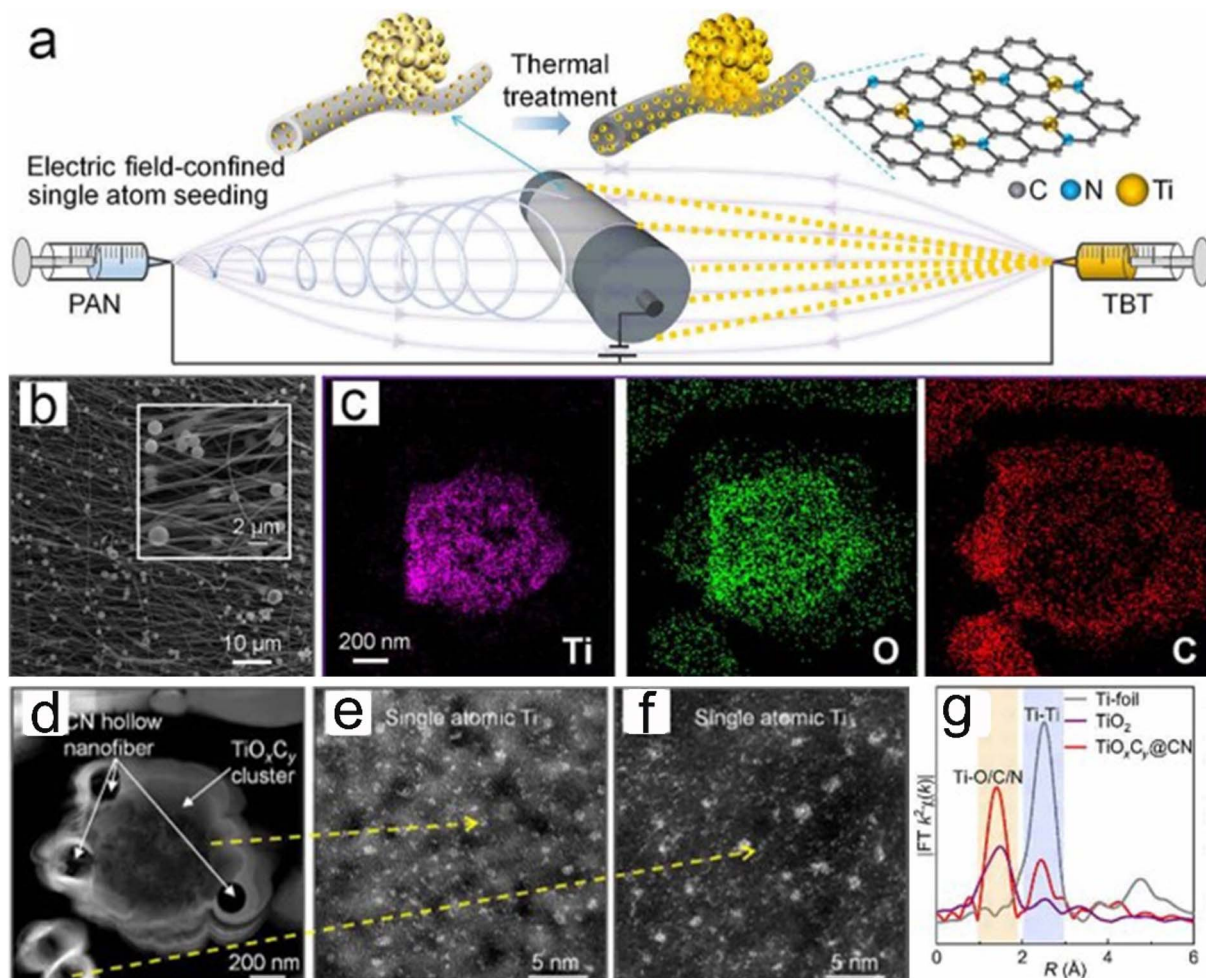 a
Thermal
treatment
Electric field-confined
single atom seeding
C N Ti
PAN
TBT
b
2 μm
10 μm
c
200 nm
Ti
O
C
d
CN hollow
nanofiber
TiOₓCᵧ
cluster
200 nm
e
Single atomic Ti
5 nm
f
Single atomic Ti
5 nm
g
Ti-foil
TiO₂
TiOₓCᵧ@CN
Ti-Ti
Ti-O/C/N
|FT k²χ(k)|
0 2 4 6
R (Å)